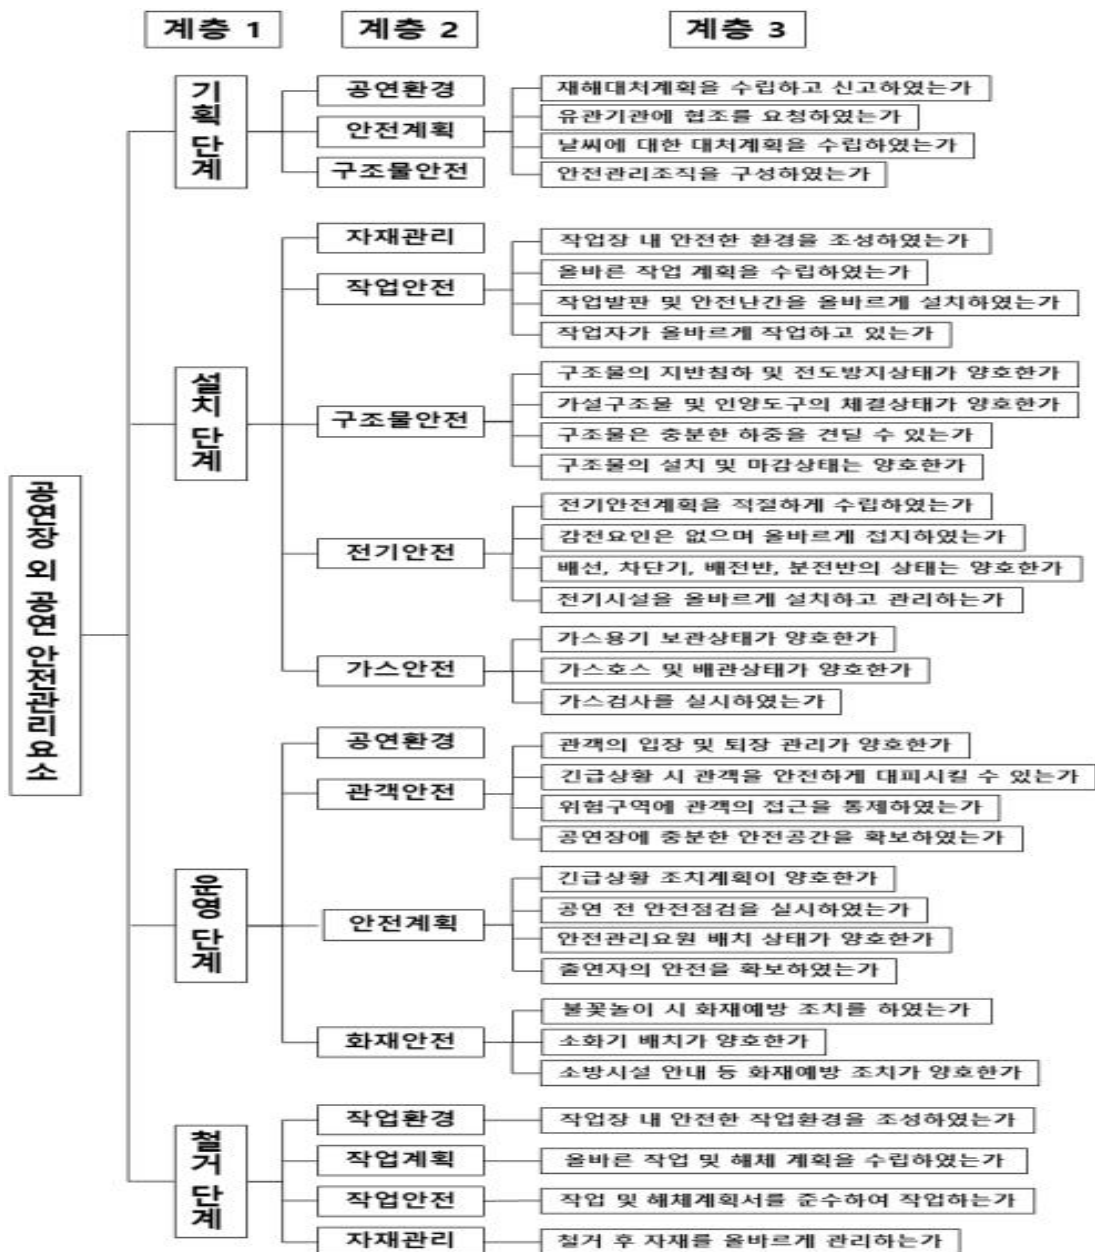 계층 1 계층 2 계층 3
공연장 외 공연 안전관리요소
기획 단계
공연환경
안전계획
구조물안전
재해대처계획을 수립하고 신고하였는가
유관기관에 협조를 요청하였는가
날씨에 대한 대처계획을 수립하였는가
안전관리조직을 구성하였는가
설치 단계
자재관리
작업안전
작업장 내 안전한 환경을 조성하였는가
올바른 작업 계획을 수립하였는가
작업발판 및 안전난간을 올바르게 설치하였는가
작업자가 올바르게 작업하고 있는가
구조물안전
구조물의 지반침하 및 전도방지상태가 양호한가
가설구조물 및 인양도구의 체결상태가 양호한가
구조물은 충분한 하중을 견딜 수 있는가
구조물의 설치 및 마감상태는 양호한가
전기안전
전기안전계획을 적절하게 수립하였는가
감전요인은 없으며 올바르게 접지하였는가
배선, 차단기, 배전반, 분전반의 상태는 양호한가
전기시설을 올바르게 설치하고 관리하는가
가스안전
가스용기 보관상태가 양호한가
가스호스 및 배관상태가 양호한가
가스검사를 실시하였는가
운영 단계
공연환경
관객안전
관객의 입장 및 퇴장 관리가 양호한가
긴급상황 시 관객을 안전하게 대피시킬 수 있는가
위험구역에 관객의 접근을 통제하였는가
공연장에 충분한 안전공간을 확보하였는가
안전계획
긴급상황 조치계획이 양호한가
공연 전 안전점검을 실시하였는가
안전관리요원 배치 상태가 양호한가
출연자의 안전을 확보하였는가
화재안전
불꽃놀이 시 화재예방 조치를 하였는가
소화기 배치가 양호한가
소방시설 안내 등 화재예방 조치가 양호한가
철거 단계
작업환경
작업장 내 안전한 작업환경을 조성하였는가
작업계획
올바른 작업 및 해체 계획을 수립하였는가
작업안전
작업 및 해체계획서를 준수하여 작업하는가
자재관리
철거 후 자재를 올바르게 관리하는가